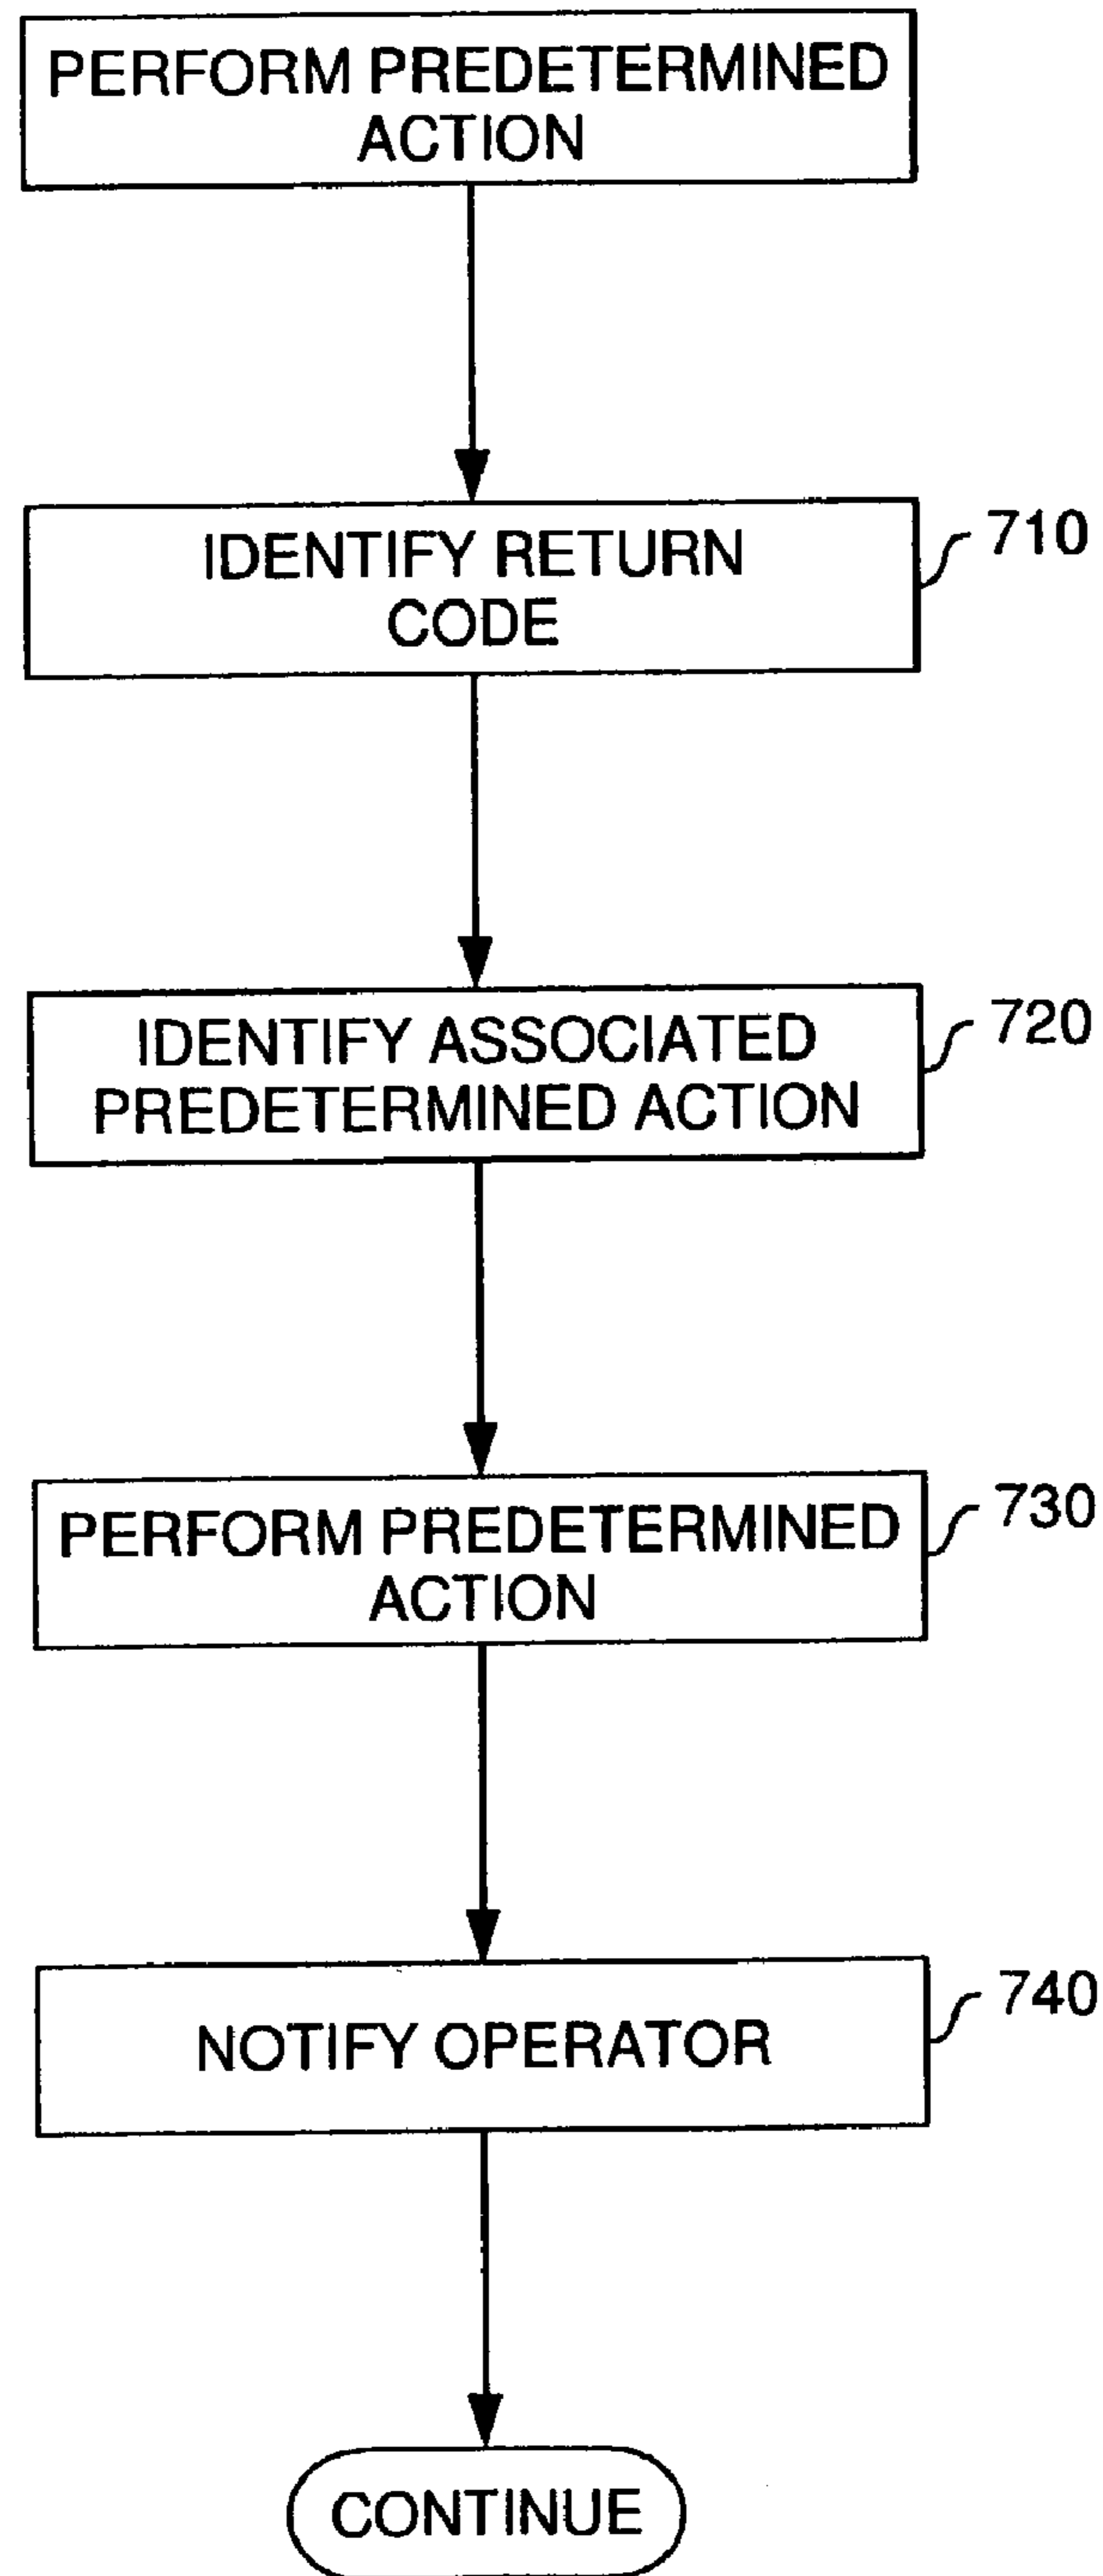 PERFORM PREDETERMINED
ACTION
IDENTIFY RETURN
CODE
710
IDENTIFY ASSOCIATED
PREDETERMINED ACTION
720
PERFORM PREDETERMINED
ACTION
730
NOTIFY OPERATOR
740
CONTINUE